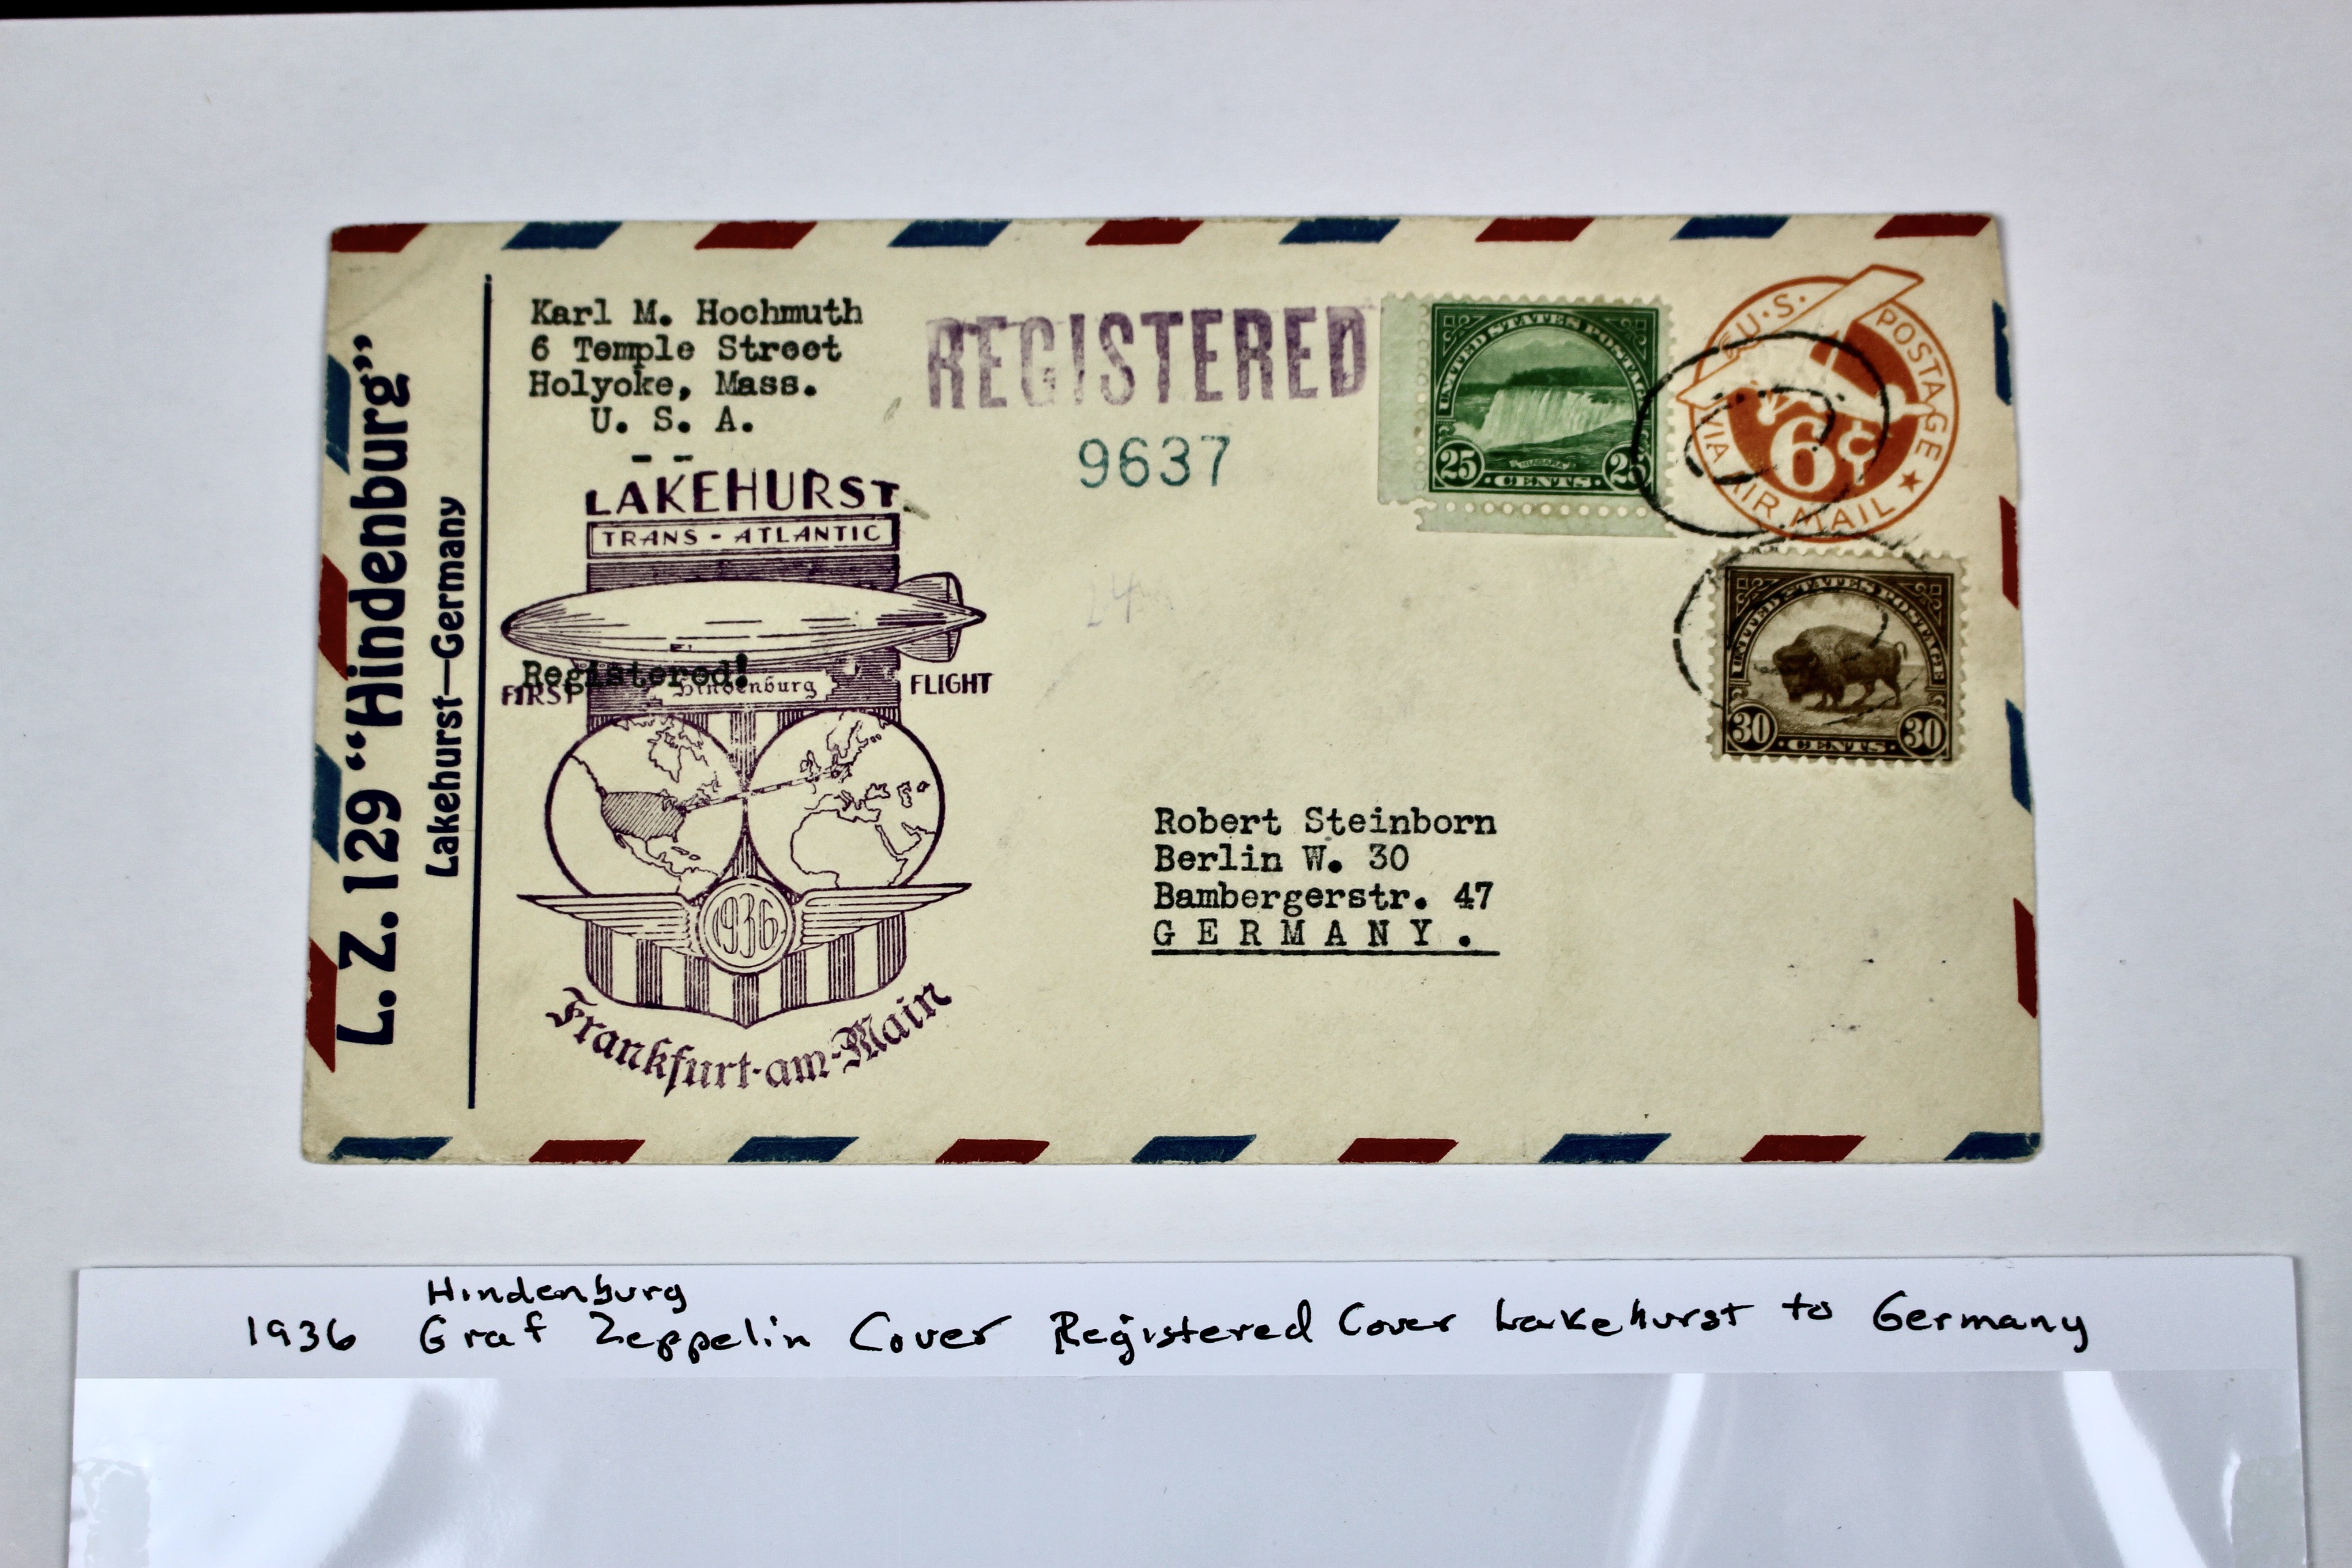 L. Z. 129 “Hindenburg”
Lakehurst—Germany
Karl M. Hochmuth
6 Temple Street
Holyoke, Mass.
U. S. A.
REGISTERED
9637
UNITED STATES POSTAGE
NIAGARA
25 CENTS 25
U.S. POSTAGE
VIA AIR MAIL
6¢
UNITED STATES POSTAGE
30 CENTS 30
LAKEHURST
TRANS-ATLANTIC
Registered!
FIRST Hindenburg FLIGHT
1936
Frankfurt-am-Main
24
Robert Steinborn
Berlin W. 30
Bambergerstr. 47
GERMANY.
Hindenburg
1936 Graf Zeppelin Cover Registered Cover Lakehurst to Germany